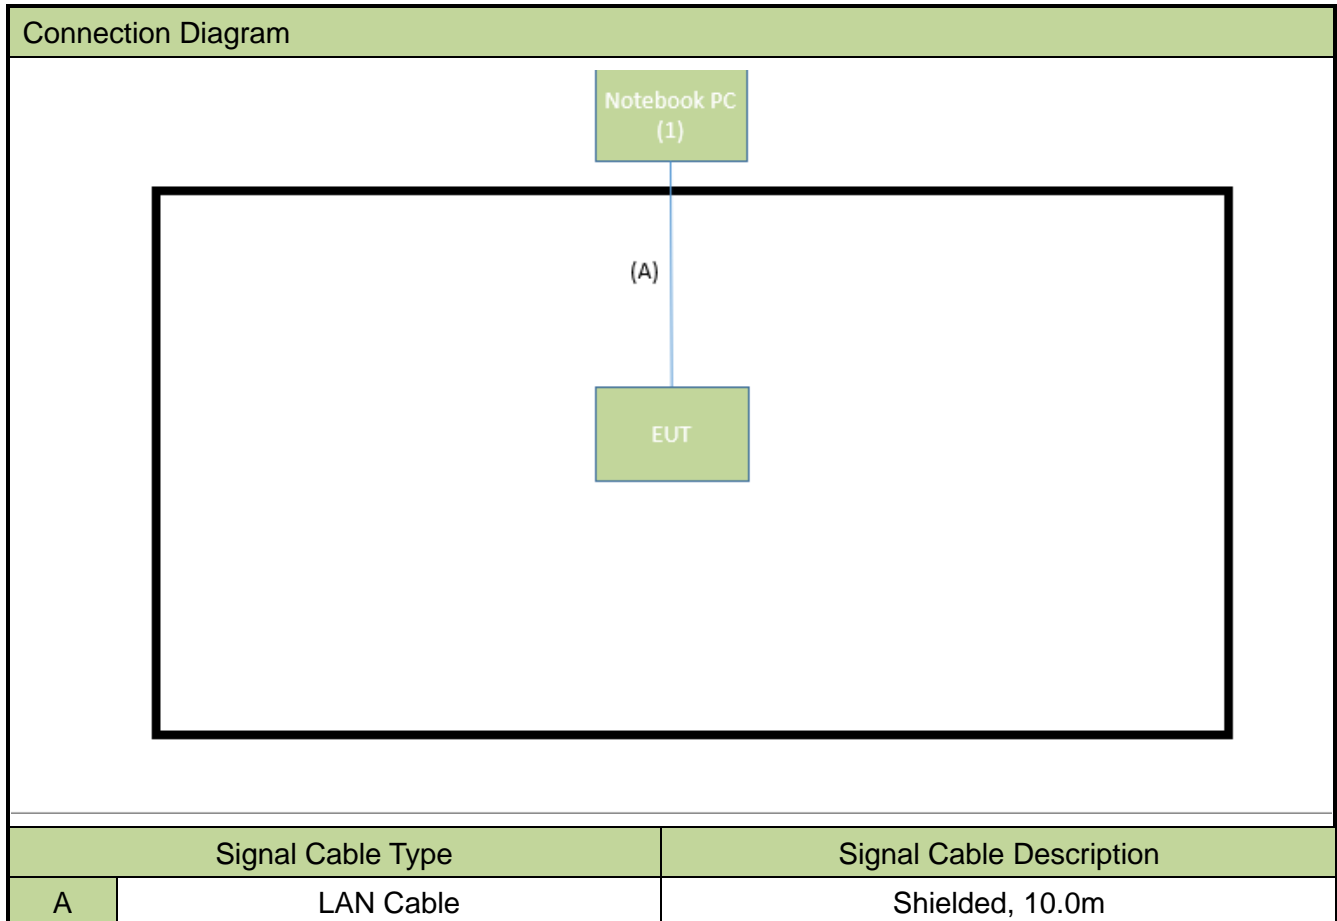 Connection Diagram
Notebook PC
(1)
(A)
EUT
Signal Cable Type Signal Cable Description
A LAN Cable Shielded, 10.0m